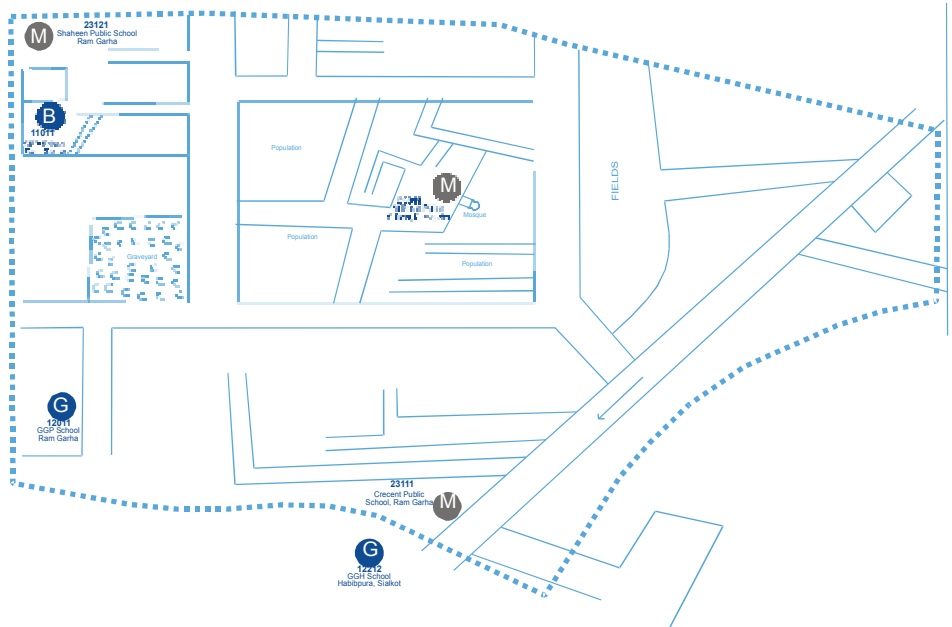 23121
Shaheen Public School
Ram Garha
M
B
11011
Population
M
Mosque
FIELDS
Population
Graveyard
Population
G
12011
GGP School
Ram Garha
23111
Crecent Public
School, Ram Garha
M
G
12212
GGH School
Habibpura, Sialkot